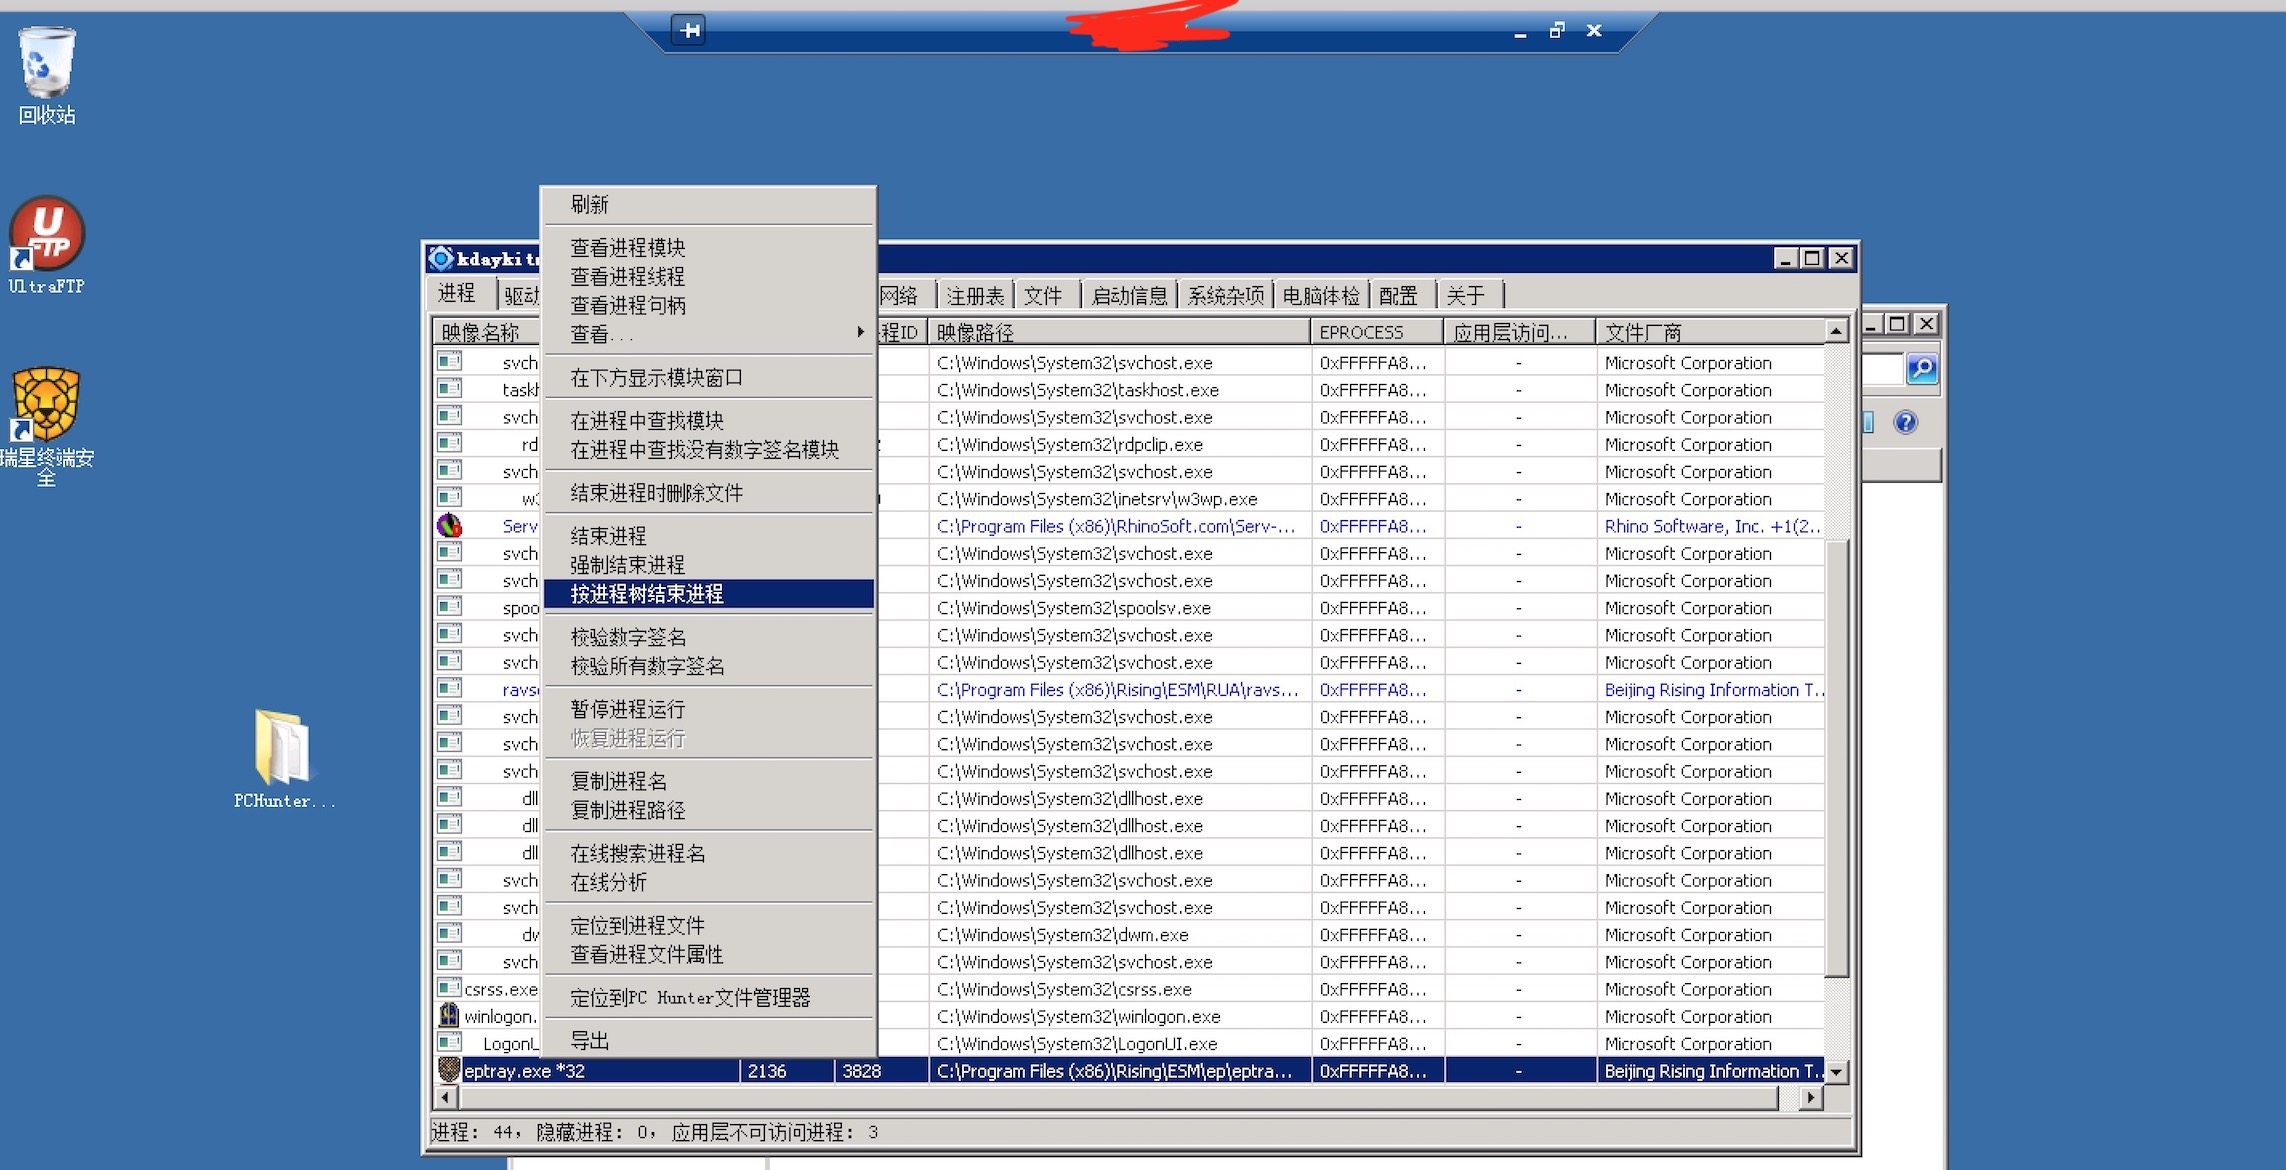 回收站
UltraFTP
瑞星终端安
全
PCHunter...
刷新
查看进程模块
查看进程线程
查看进程句柄
查看...
在下方显示模块窗口
在进程中查找模块
在进程中查找没有数字签名模块
结束进程时删除文件
结束进程
强制结束进程
按进程树结束进程
校验数字签名
校验所有数字签名
暂停进程运行
恢复进程运行
复制进程名
复制进程路径
在线搜索进程名
在线分析
定位到进程文件
查看进程文件属性
定位到PC Hunter文件管理器
导出
进程 驱动 网络 注册表 文件 启动信息 系统杂项 电脑体检 配置 关于
映像名称 程ID 映像路径 EPROCESS 应用层访问... 文件厂商
svch C:\Windows\System32\svchost.exe 0xFFFFFA8... - Microsoft Corporation
taskh C:\Windows\System32\taskhost.exe 0xFFFFFA8... - Microsoft Corporation
svch C:\Windows\System32\svchost.exe 0xFFFFFA8... - Microsoft Corporation
rd C:\Windows\System32\rdpclip.exe 0xFFFFFA8... - Microsoft Corporation
svch C:\Windows\System32\svchost.exe 0xFFFFFA8... - Microsoft Corporation
w3 C:\Windows\System32\inetsrv\w3wp.exe 0xFFFFFA8... - Microsoft Corporation
Serv C:\Program Files (x86)\RhinoSoft.com\Serv-... 0xFFFFFA8... - Rhino Software, Inc. +1(2..
svch C:\Windows\System32\svchost.exe 0xFFFFFA8... - Microsoft Corporation
svch C:\Windows\System32\svchost.exe 0xFFFFFA8... - Microsoft Corporation
spoo C:\Windows\System32\spoolsv.exe 0xFFFFFA8... - Microsoft Corporation
svch C:\Windows\System32\svchost.exe 0xFFFFFA8... - Microsoft Corporation
svch C:\Windows\System32\svchost.exe 0xFFFFFA8... - Microsoft Corporation
ravs C:\Program Files (x86)\Rising\ESM\RUA\ravs... 0xFFFFFA8... - Beijing Rising Information T..
svch C:\Windows\System32\svchost.exe 0xFFFFFA8... - Microsoft Corporation
svch C:\Windows\System32\svchost.exe 0xFFFFFA8... - Microsoft Corporation
svch C:\Windows\System32\svchost.exe 0xFFFFFA8... - Microsoft Corporation
dll C:\Windows\System32\dllhost.exe 0xFFFFFA8... - Microsoft Corporation
dll C:\Windows\System32\dllhost.exe 0xFFFFFA8... - Microsoft Corporation
dll C:\Windows\System32\dllhost.exe 0xFFFFFA8... - Microsoft Corporation
svch C:\Windows\System32\svchost.exe 0xFFFFFA8... - Microsoft Corporation
svch C:\Windows\System32\svchost.exe 0xFFFFFA8... - Microsoft Corporation
dw C:\Windows\System32\dwm.exe 0xFFFFFA8... - Microsoft Corporation
svch C:\Windows\System32\svchost.exe 0xFFFFFA8... - Microsoft Corporation
csrss.exe C:\Windows\System32\csrss.exe 0xFFFFFA8... - Microsoft Corporation
winlogon. C:\Windows\System32\winlogon.exe 0xFFFFFA8... - Microsoft Corporation
LogonU C:\Windows\System32\LogonUI.exe 0xFFFFFA8... - Microsoft Corporation
eptray.exe *32 2136 3828 C:\Program Files (x86)\Rising\ESM\ep\eptra... 0xFFFFFA8... - Beijing Rising Information T..
进程: 44, 隐藏进程: 0, 应用层不可访问进程: 3